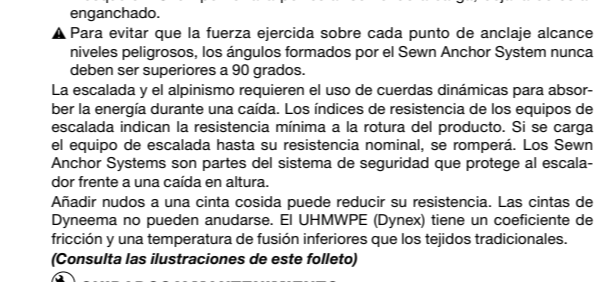 enganchado.
⚠ Para evitar que la fuerza ejercida sobre cada punto de anclaje alcance
niveles peligrosos, los ángulos formados por el Sewn Anchor System nunca
deben ser superiores a 90 grados.
La escalada y el alpinismo requieren el uso de cuerdas dinámicas para absor-
ber la energía durante una caída. Los índices de resistencia de los equipos de
escalada indican la resistencia mínima a la rotura del producto. Si se carga
el equipo de escalada hasta su resistencia nominal, se romperá. Los Sewn
Anchor Systems son partes del sistema de seguridad que protege al escala-
dor frente a una caída en altura.
Añadir nudos a una cinta cosida puede reducir su resistencia. Las cintas de
Dyneema no pueden anudarse. El UHMWPE (Dynex) tiene un coeficiente de
fricción y una temperatura de fusión inferiores que los tejidos tradicionales.
(Consulta las ilustraciones de este folleto)